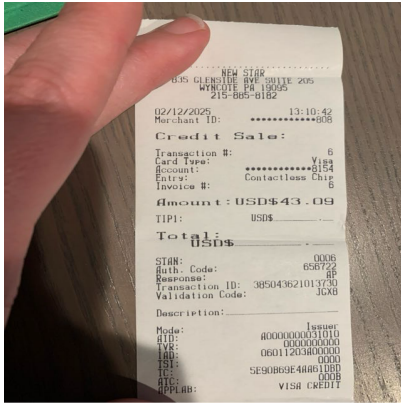 NEW STAR
835 GLENSIDE AVE SUITE 205
WYNCOTE PA 19095
215-885-8182
02/12/2025 13:10:42
Merchant ID: ••••••••••••808
Credit Sale:
Transaction #: 6
Card Type: Visa
Account: ••••••••••••8154
Entry: Contactless Chip
Invoice #: 6
Amount: USD$43.09
TIP1: USD$
Total:
USD$
STAN: 0006
Auth. Code: 656722
Response: AP
Transaction ID: 385043621013730
Validation Code: JGXB
Description:
Mode: Issuer
AID: A0000000031010
TVR: 0000000000
IAD: 06011203A00000
TSI: 0000
TC: 5E90B69E4AA61DBD
ATC: 000B
APPLAB: VISA CREDIT